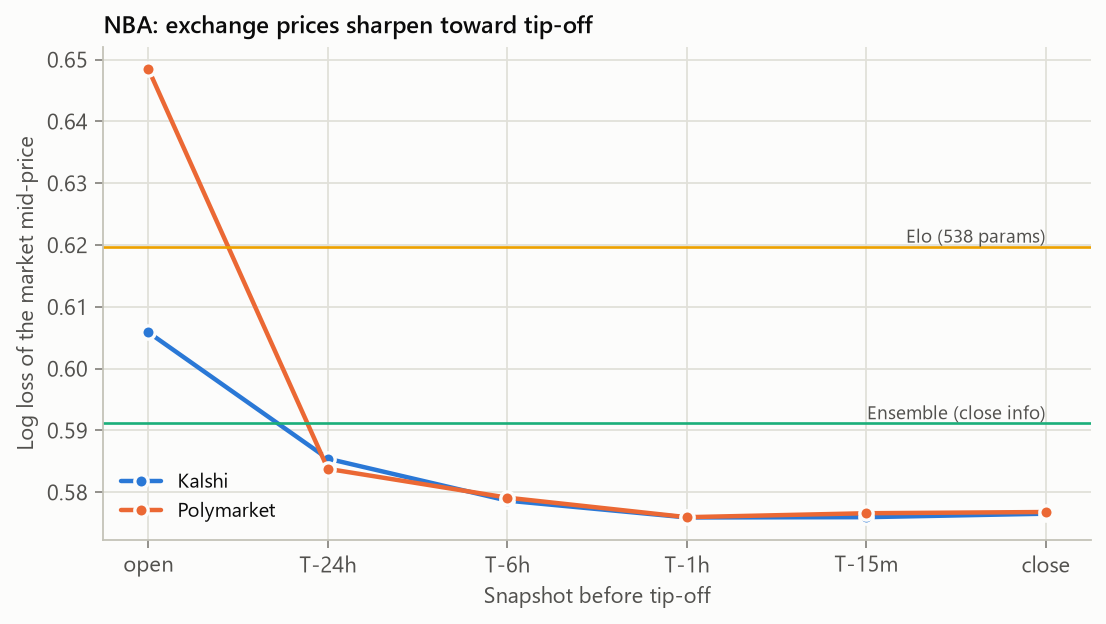 NBA: exchange prices sharpen toward tip-off
Log loss of the market mid-price
0.65
0.64
0.63
0.62
0.61
0.60
0.59
0.58
Elo (538 params)
Ensemble (close info)
Kalshi
Polymarket
open
T-24h
T-6h
T-1h
T-15m
close
Snapshot before tip-off